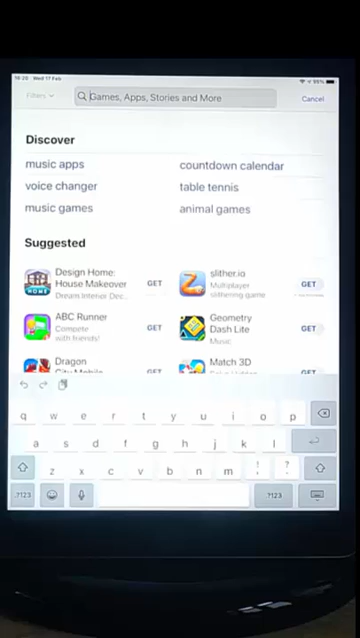 16:20 Wed 17 Feb
Filters
Games, Apps, Stories and More
Cancel
Discover
music apps
countdown calendar
voice changer
table tennis
music games
animal games
Suggested
Design Home: House Makeover
Dream Interior Dec...
GET
slither.io
Multiplayer slithering game
GET
ABC Runner
Compete with friends!
GET
Geometry Dash Lite
Music
GET
Dragon
City Mobile
GET
Match 3D
GET
q w e r t y u i o p
a s d f g h j k l
z x c v b n m ! , ? .
.?123
.?123